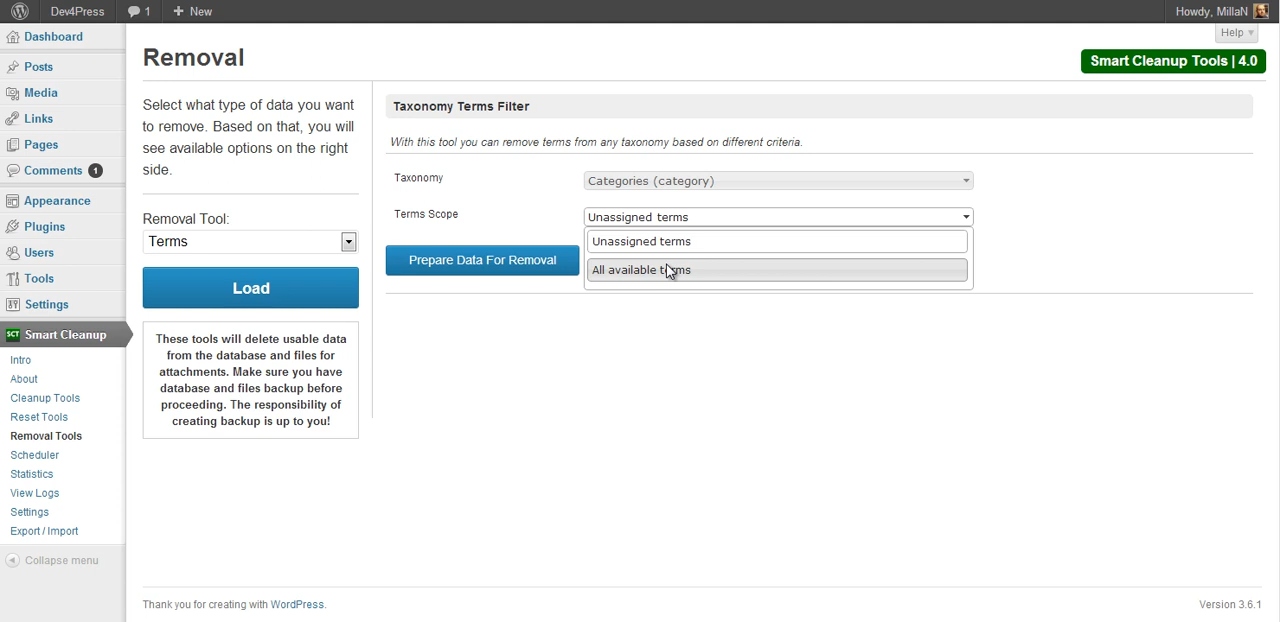 Dev4Press 1 + New Howdy, MillaN
Help
Dashboard
Posts
Media
Links
Pages
Comments 1
Appearance
Plugins
Users
Tools
Settings
SCT Smart Cleanup
Intro
About
Cleanup Tools
Reset Tools
Removal Tools
Scheduler
Statistics
View Logs
Settings
Export / Import
Collapse menu
Removal
Smart Cleanup Tools | 4.0
Select what type of data you want
to remove. Based on that, you will
see available options on the right
side.
Removal Tool:
Terms
Load
These tools will delete usable data
from the database and files for
attachments. Make sure you have
database and files backup before
proceeding. The responsibility of
creating backup is up to you!
Taxonomy Terms Filter
With this tool you can remove terms from any taxonomy based on different criteria.
Taxonomy
Categories (category)
Terms Scope
Unassigned terms
Unassigned terms
All available terms
Prepare Data For Removal
Thank you for creating with WordPress.
Version 3.6.1